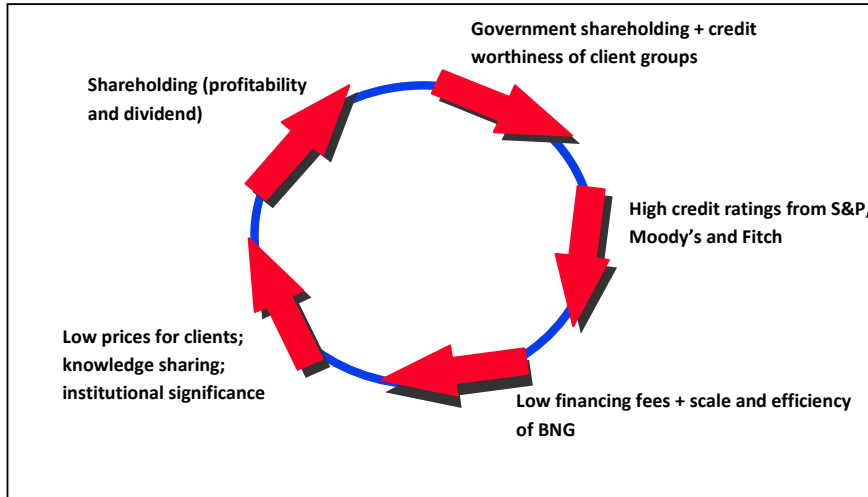 Government shareholding + credit
worthiness of client groups
Shareholding (profitability
and dividend)
High credit ratings from S&P,
Moody’s and Fitch
Low prices for clients;
knowledge sharing;
institutional significance
Low financing fees + scale and efficiency
of BNG